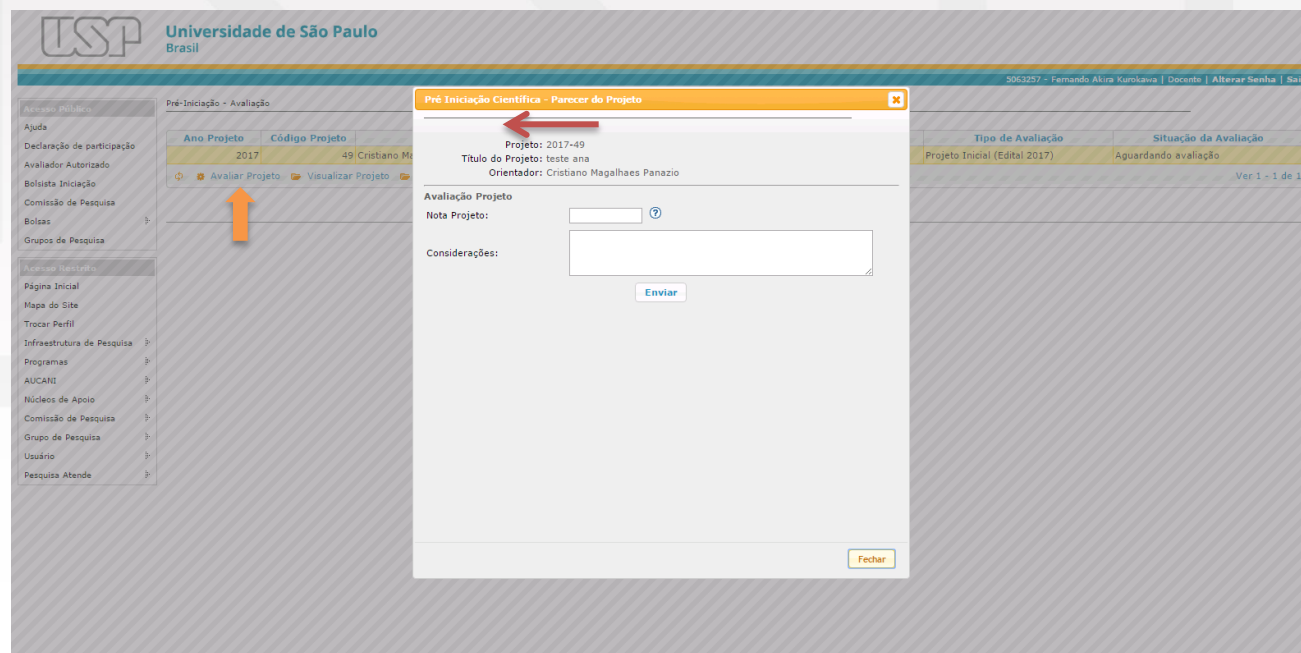 USP
Universidade de São Paulo
Brasil
5063257 - Fernando Akira Kurokawa | Docente | Alterar Senha | Sai
Acesso Público
Ajuda
Declaração de participação
Avaliador Autorizado
Bolsista Iniciação
Comissão de Pesquisa
Bolsas
Grupos de Pesquisa
Acesso Restrito
Página Inicial
Mapa do Site
Trocar Perfil
Infraestrutura de Pesquisa
Programas
AUCANI
Núcleos de Apoio
Comissão de Pesquisa
Grupo de Pesquisa
Usuário
Pesquisa Atende
Pré-Iniciação - Avaliação
Ano Projeto Código Projeto Tipo de Avaliação Situação da Avaliação
2017 49 Cristiano Ma Projeto Inicial (Edital 2017) Aguardando avaliação
Avaliar Projeto Visualizar Projeto Ver 1 - 1 de 1
Pré Iniciação Científica - Parecer do Projeto
Projeto: 2017-49
Título do Projeto: teste ana
Orientador: Cristiano Magalhaes Panazio
Avaliação Projeto
Nota Projeto:
Considerações:
Enviar
Fechar